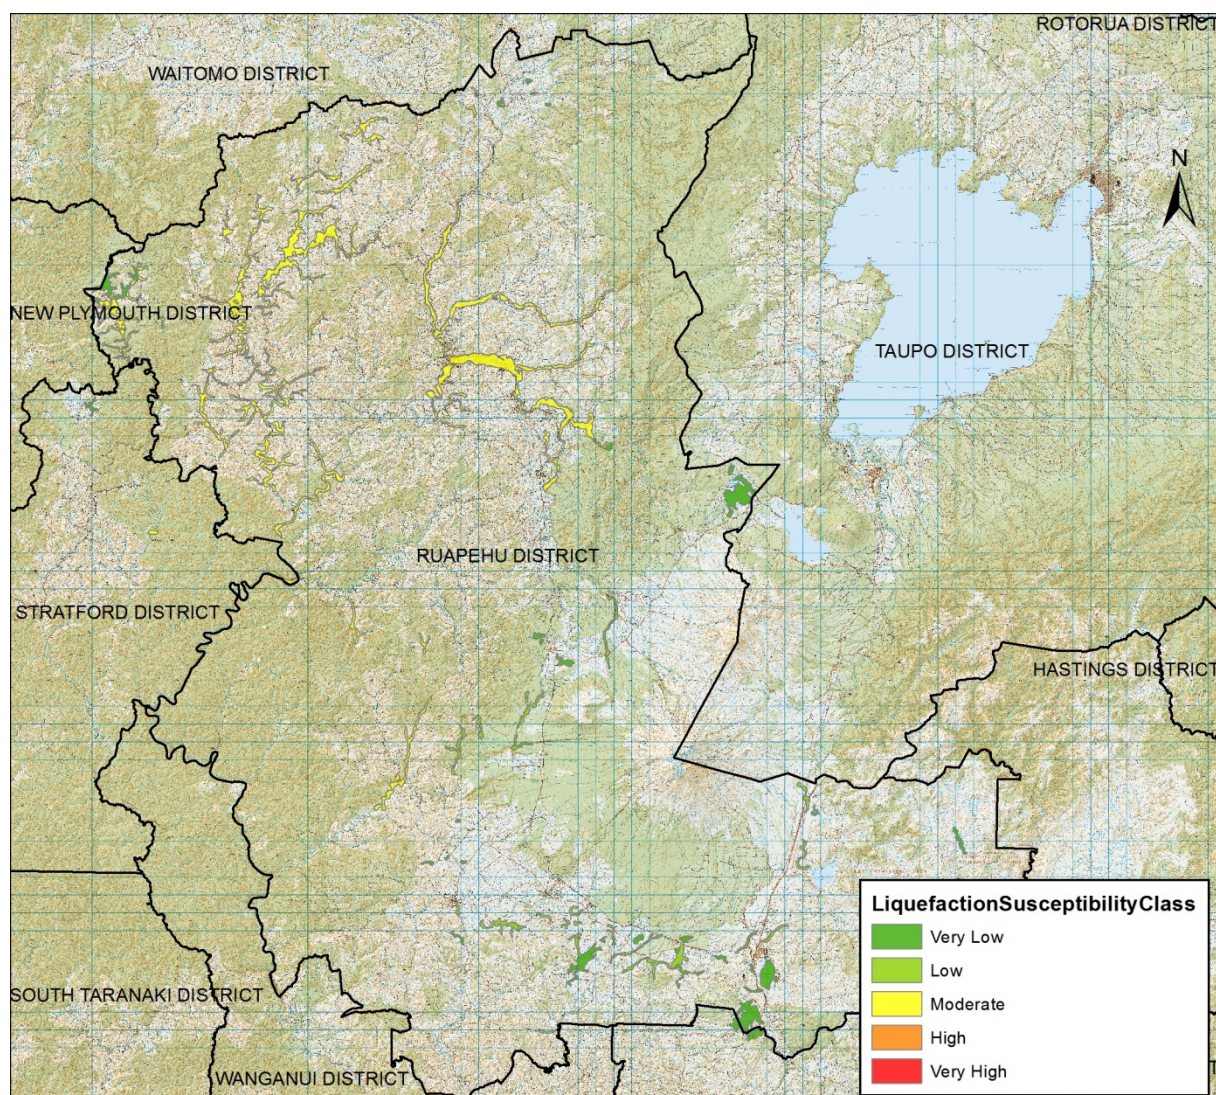 ROTORUA DISTRICT
WAITOMO DISTRICT
N
NEW PLYMOUTH DISTRICT
TAUPO DISTRICT
RUAPEHU DISTRICT
STRATFORD DISTRICT
HASTINGS DISTRICT
LiquefactionSusceptibilityClass
Very Low
Low
Moderate
High
Very High
SOUTH TARANAKI DISTRICT
WANGANUI DISTRICT